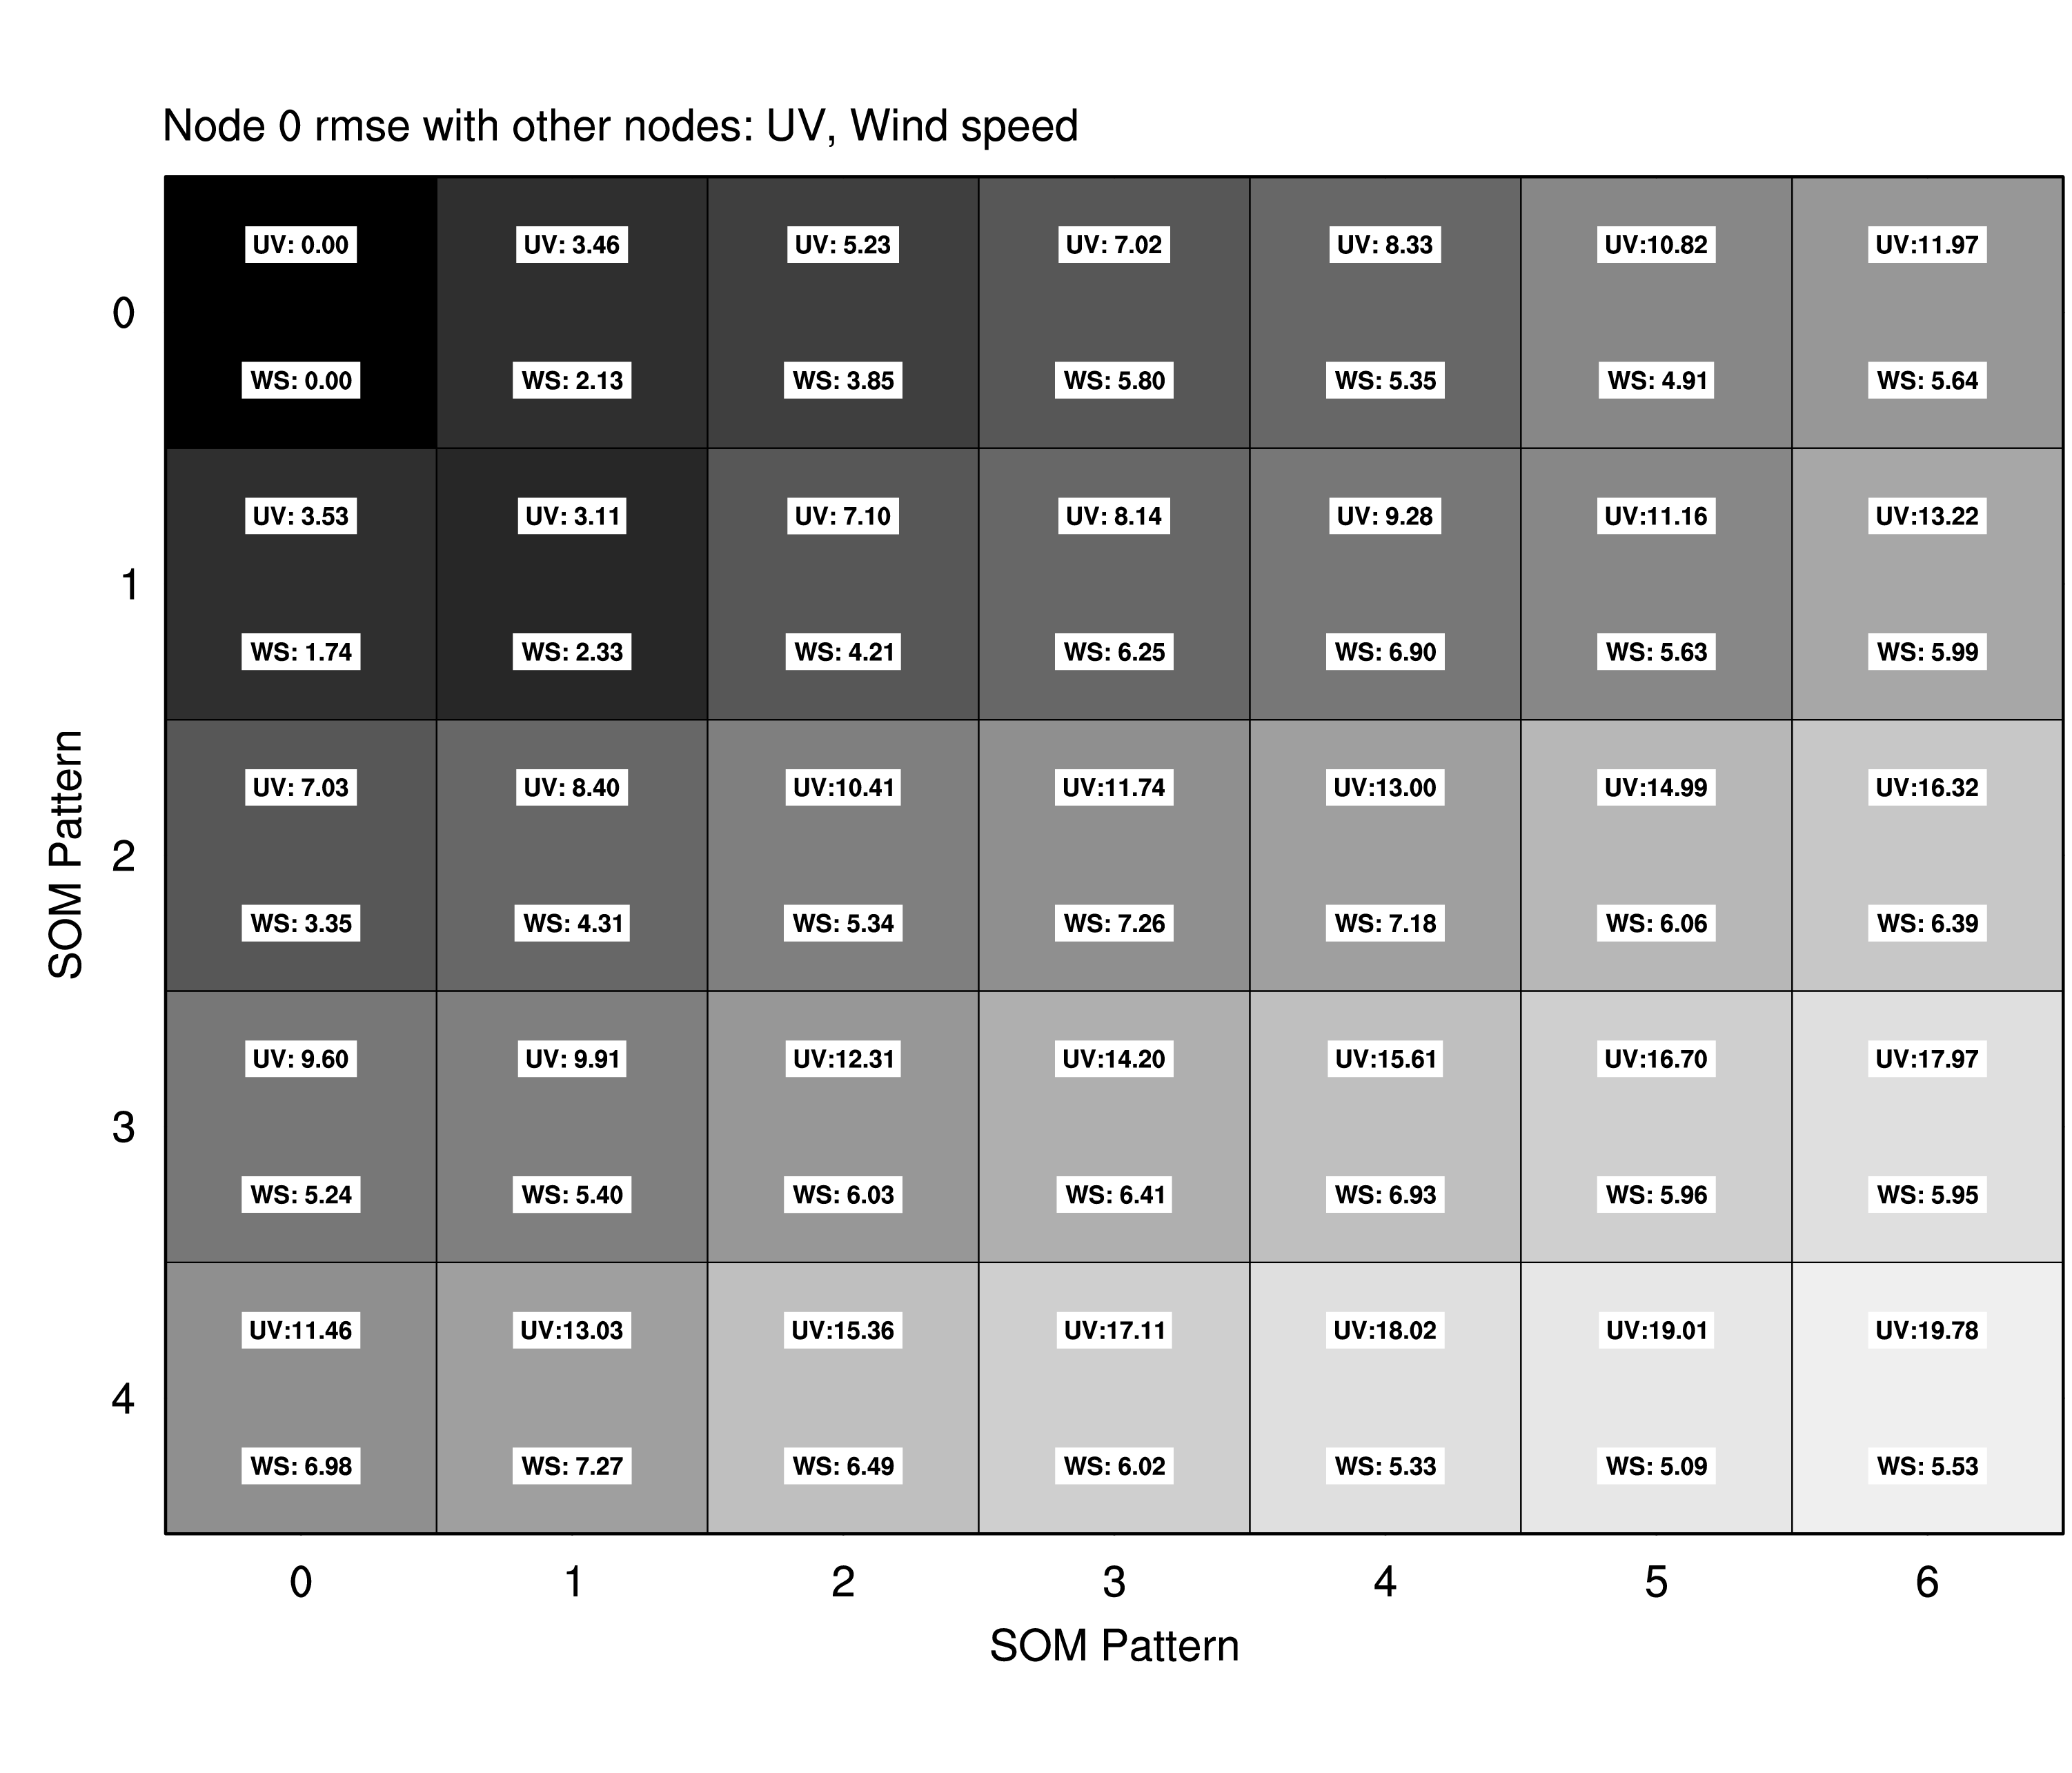 Node 0 rmse with other nodes: UV, Wind speed
UV: 0.00 UV: 3.46 UV: 5.23 UV: 7.02 UV: 8.33 UV:10.82 UV:11.97
0
WS: 0.00 WS: 2.13 WS: 3.85 WS: 5.80 WS: 5.35 WS: 4.91 WS: 5.64
UV: 3.53 UV: 3.11 UV: 7.10 UV: 8.14 UV: 9.28 UV:11.16 UV:13.22
1
WS: 1.74 WS: 2.33 WS: 4.21 WS: 6.25 WS: 6.90 WS: 5.63 WS: 5.99
SOM Pattern
UV: 7.03 UV: 8.40 UV:10.41 UV:11.74 UV:13.00 UV:14.99 UV:16.32
2
WS: 3.35 WS: 4.31 WS: 5.34 WS: 7.26 WS: 7.18 WS: 6.06 WS: 6.39
UV: 9.60 UV: 9.91 UV:12.31 UV:14.20 UV:15.61 UV:16.70 UV:17.97
3
WS: 5.24 WS: 5.40 WS: 6.03 WS: 6.41 WS: 6.93 WS: 5.96 WS: 5.95
UV:11.46 UV:13.03 UV:15.36 UV:17.11 UV:18.02 UV:19.01 UV:19.78
4
WS: 6.98 WS: 7.27 WS: 6.49 WS: 6.02 WS: 5.33 WS: 5.09 WS: 5.53
0 1 2 3 4 5 6
SOM Pattern